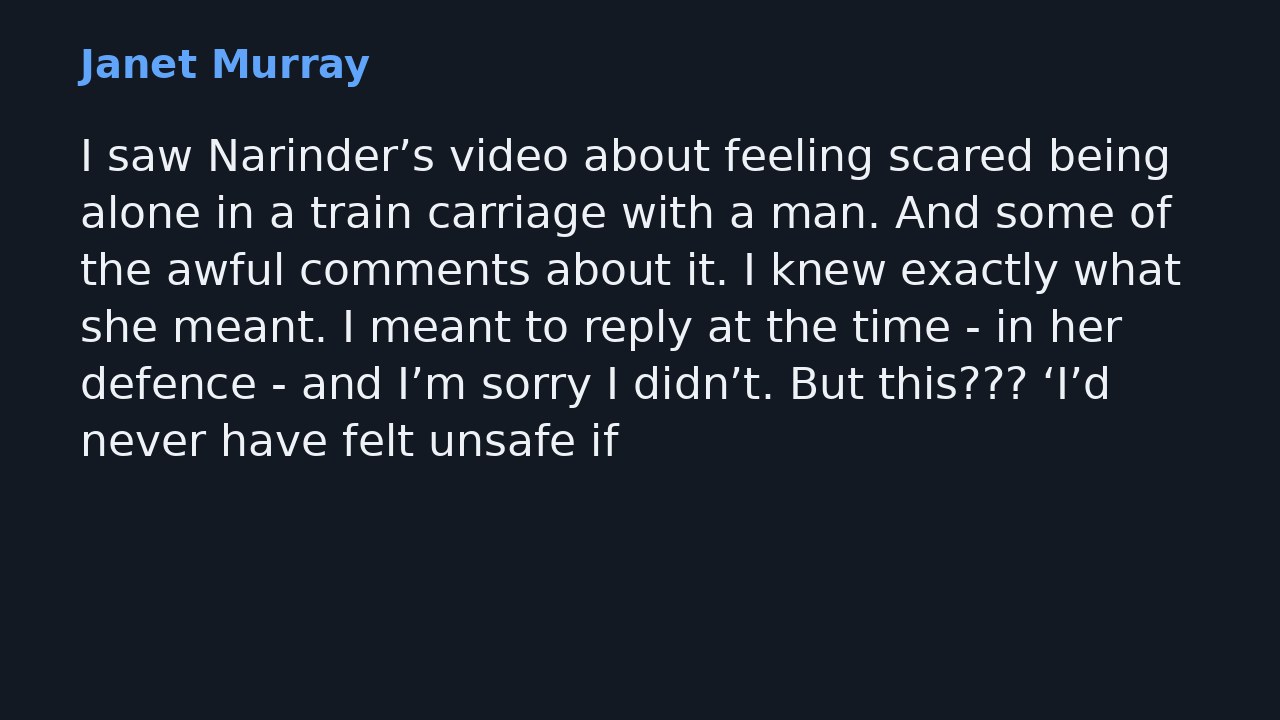 Janet Murray
I saw Narinder’s video about feeling scared being
alone in a train carriage with a man. And some of
the awful comments about it. I knew exactly what
she meant. I meant to reply at the time - in her
defence - and I’m sorry I didn’t. But this??? ‘I’d
never have felt unsafe if